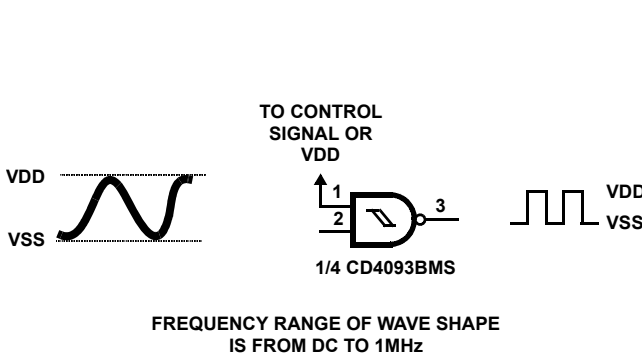 TO CONTROL
SIGNAL OR
VDD
VDD
VSS
1
2
3
VDD
VSS
1/4 CD4093BMS
FREQUENCY RANGE OF WAVE SHAPE
IS FROM DC TO 1MHz